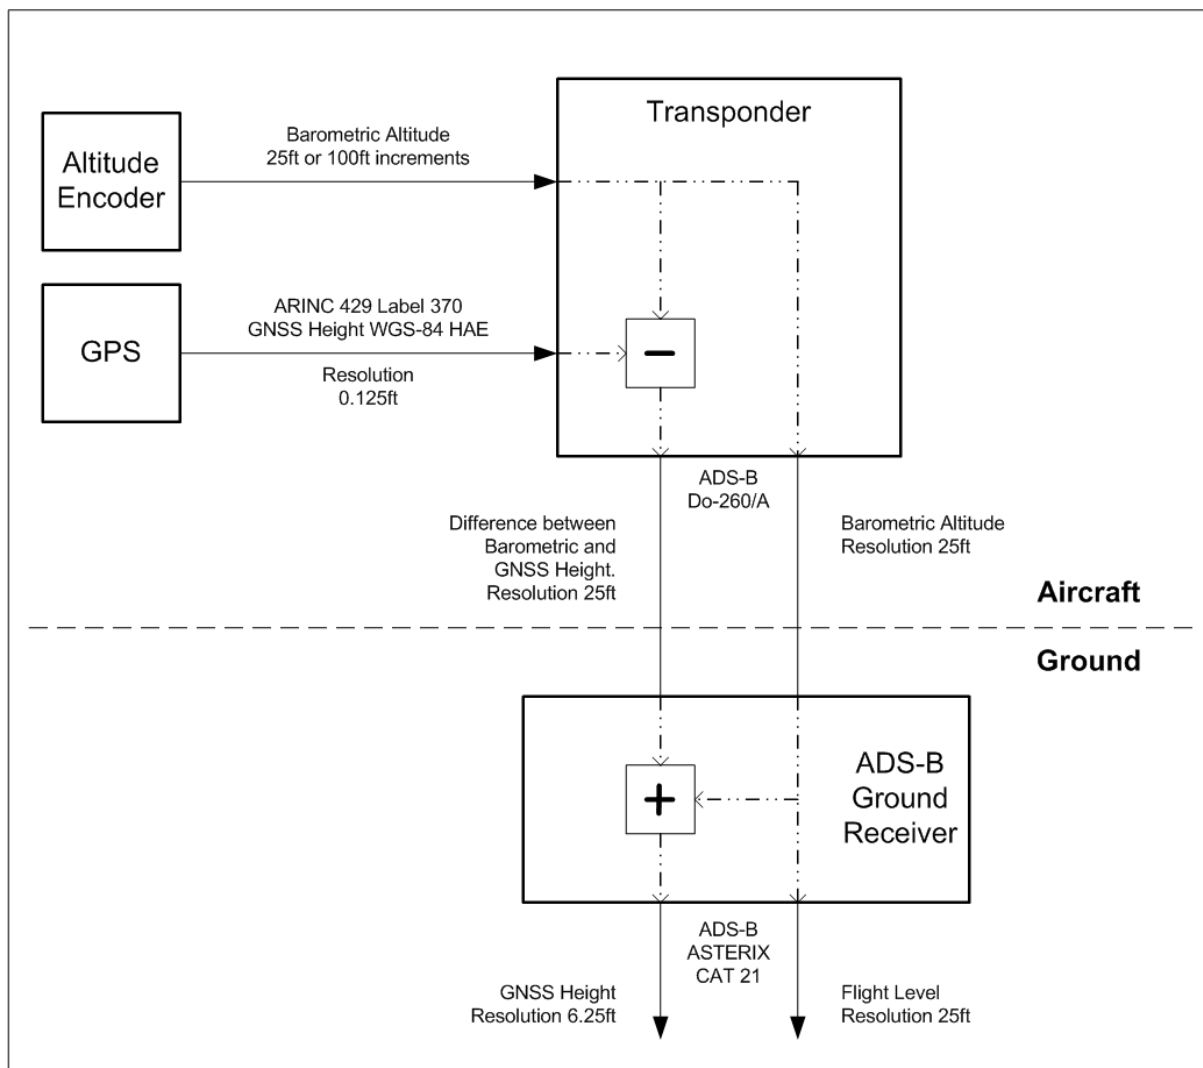 Transponder
Altitude
Encoder
Barometric Altitude
25ft or 100ft increments
GPS
ARINC 429 Label 370
GNSS Height WGS-84 HAE
Resolution
0.125ft
−
ADS-B
Do-260/A
Difference between
Barometric and
GNSS Height.
Resolution 25ft
Barometric Altitude
Resolution 25ft
Aircraft
Ground
+
ADS-B
Ground
Receiver
ADS-B
ASTERIX
CAT 21
GNSS Height
Resolution 6.25ft
Flight Level
Resolution 25ft